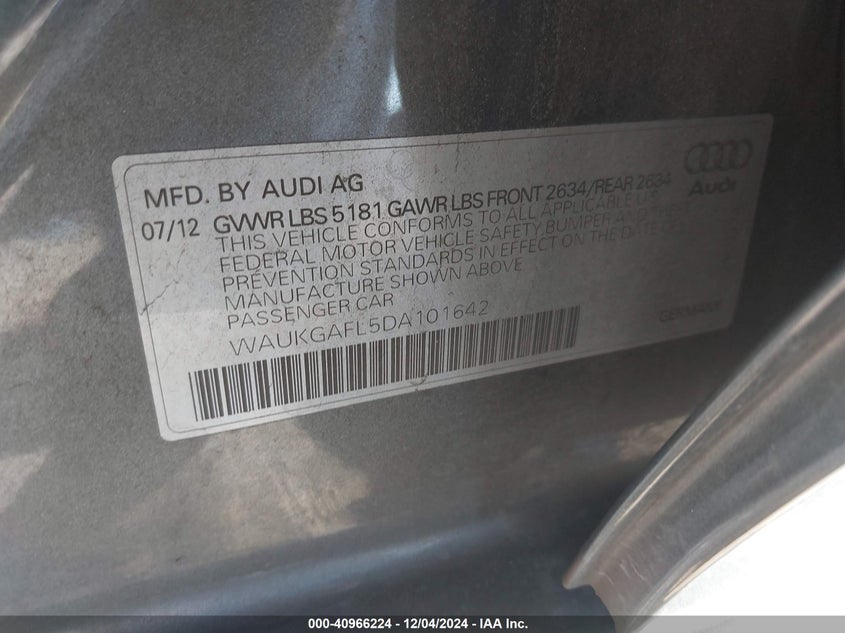 MFD. BY AUDI AG
07/12 GVWR LBS 5181 GAWR LBS FRONT 2634/REAR 2634
THIS VEHICLE CONFORMS TO ALL APPLICABLE U.S.
FEDERAL MOTOR VEHICLE SAFETY, BUMPER AND THEFT
PREVENTION STANDARDS IN EFFECT ON THE DATE OF
MANUFACTURE SHOWN ABOVE
PASSENGER CAR
WAUKGAFL5DA101642
Audi
GERMANY
000-40966224 - 12/04/2024 - IAA Inc.